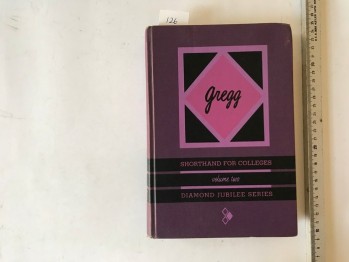 126
gregg
SHORTHAND FOR COLLEGES
volume two
DIAMOND JUBILEE SERIES